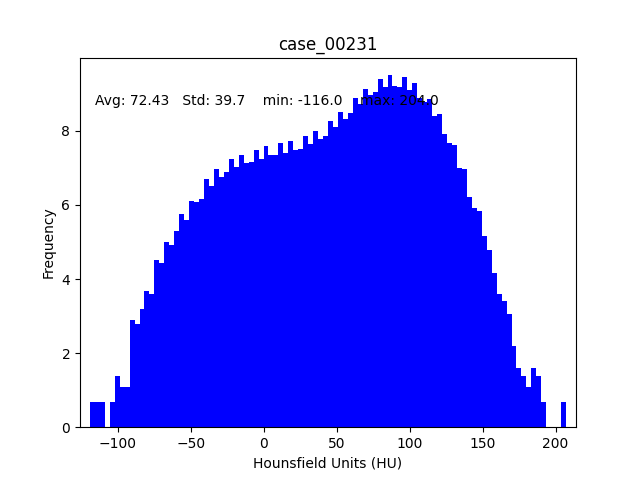 case_00231
Avg: 72.43 Std: 39.7 min: -116.0 max: 204.0
Frequency
8
6
4
2
0
−100 −50 0 50 100 150 200
Hounsfield Units (HU)